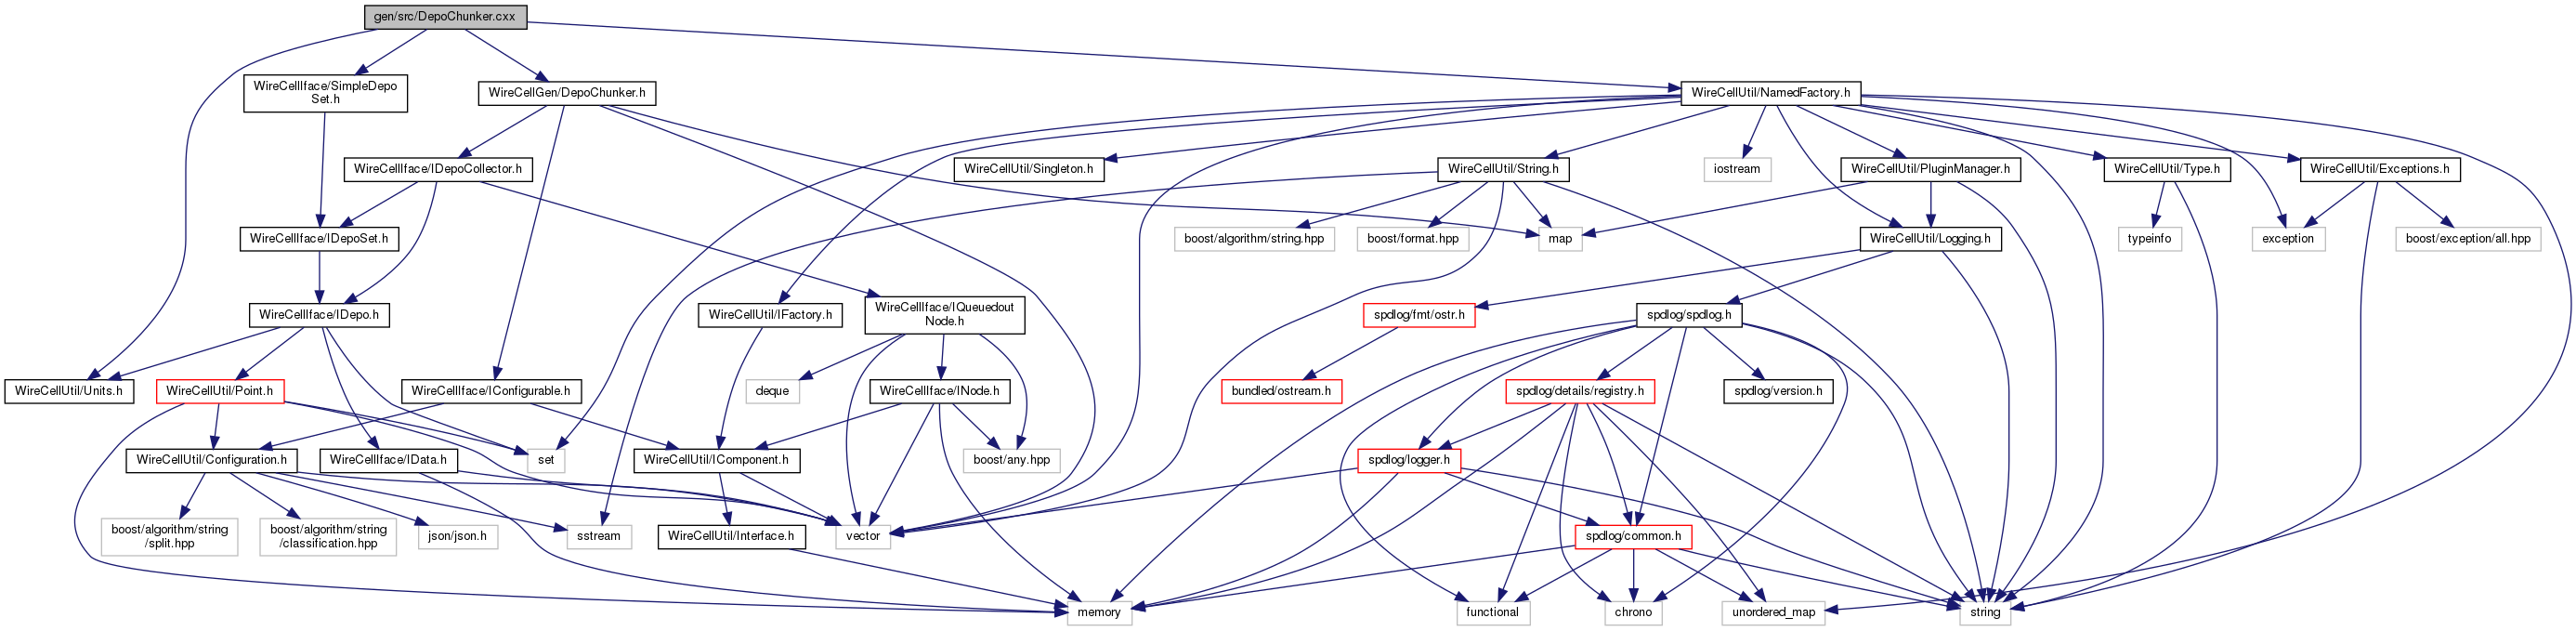 gen/src/DepoChunker.cxx
WireCellIface/SimpleDepo
Set.h
WireCellGen/DepoChunker.h
WireCellUtil/NamedFactory.h
WireCellIface/IDepoCollector.h
WireCellUtil/Singleton.h
WireCellUtil/String.h
iostream
WireCellUtil/PluginManager.h
WireCellUtil/Type.h
WireCellUtil/Exceptions.h
WireCellIface/IDepoSet.h
boost/algorithm/string.hpp
boost/format.hpp
map
WireCellUtil/Logging.h
typeinfo
exception
boost/exception/all.hpp
WireCellIface/IDepo.h
WireCellUtil/IFactory.h
WireCellIface/IQueuedout
Node.h
spdlog/fmt/ostr.h
spdlog/spdlog.h
WireCellUtil/Units.h
WireCellUtil/Point.h
WireCellIface/IConfigurable.h
deque
WireCellIface/INode.h
bundled/ostream.h
spdlog/details/registry.h
spdlog/version.h
WireCellUtil/Configuration.h
WireCellIface/IData.h
set
WireCellUtil/IComponent.h
boost/any.hpp
spdlog/logger.h
boost/algorithm/string
/split.hpp
boost/algorithm/string
/classification.hpp
json/json.h
sstream
WireCellUtil/Interface.h
vector
spdlog/common.h
memory
functional
chrono
unordered_map
string